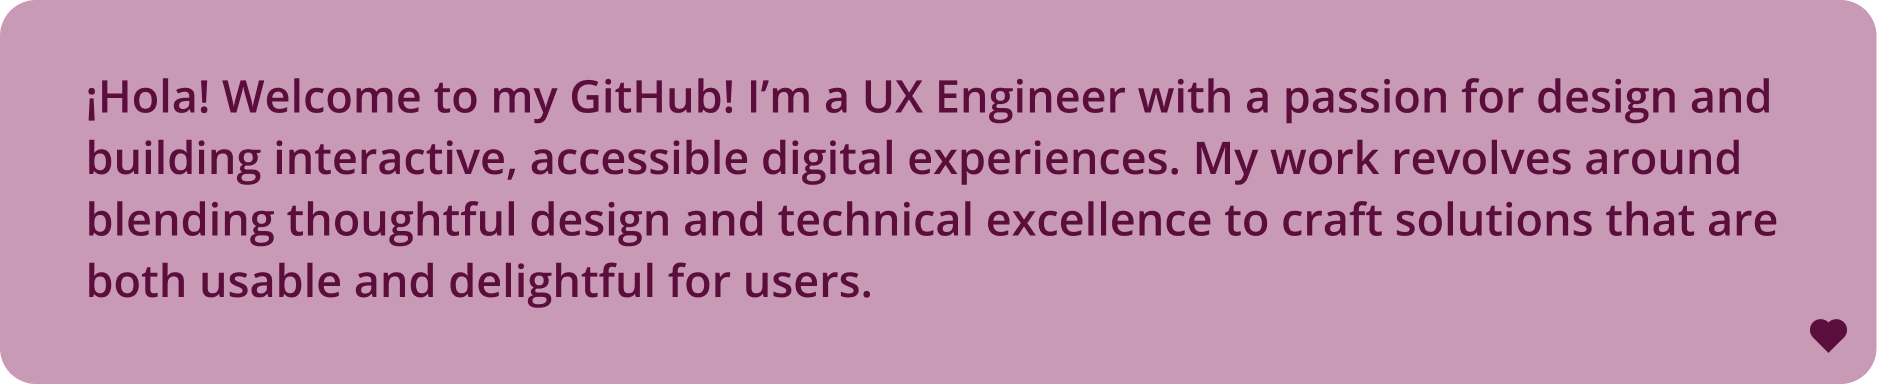 ¡Hola! Welcome to my GitHub! I’m a UX Engineer with a passion for design and
building interactive, accessible digital experiences. My work revolves around
blending thoughtful design and technical excellence to craft solutions that are
both usable and delightful for users.